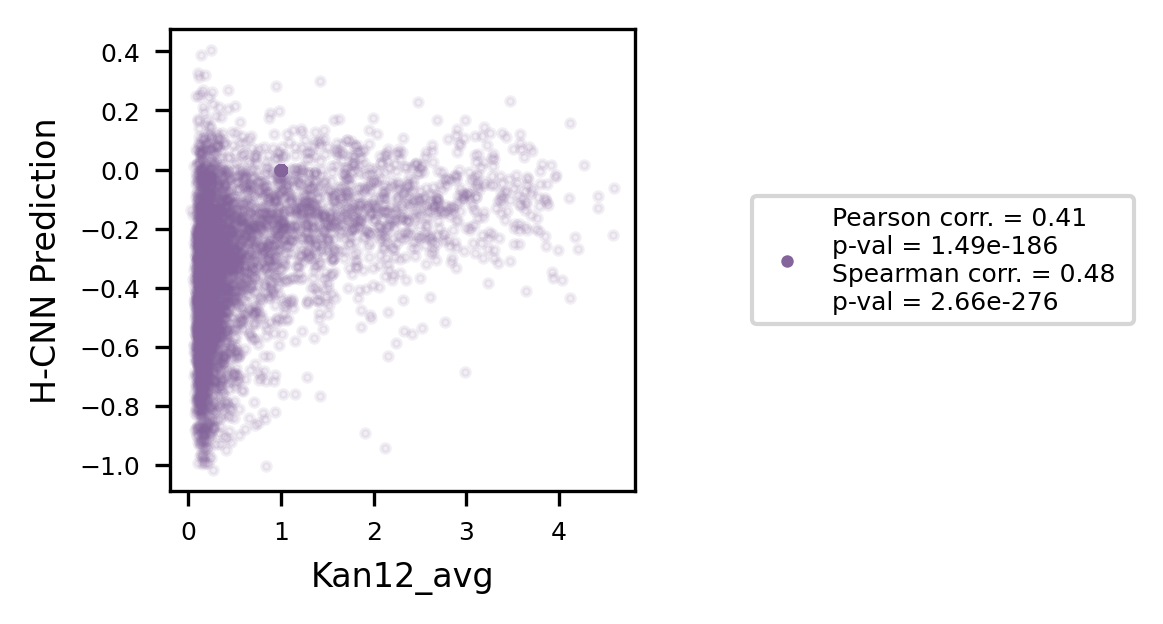 0.4
0.2
0.0
−0.2
−0.4
−0.6
−0.8
−1.0
H-CNN Prediction
0
1
2
3
4
Kan12_avg
Pearson corr. = 0.41
p-val = 1.49e-186
Spearman corr. = 0.48
p-val = 2.66e-276